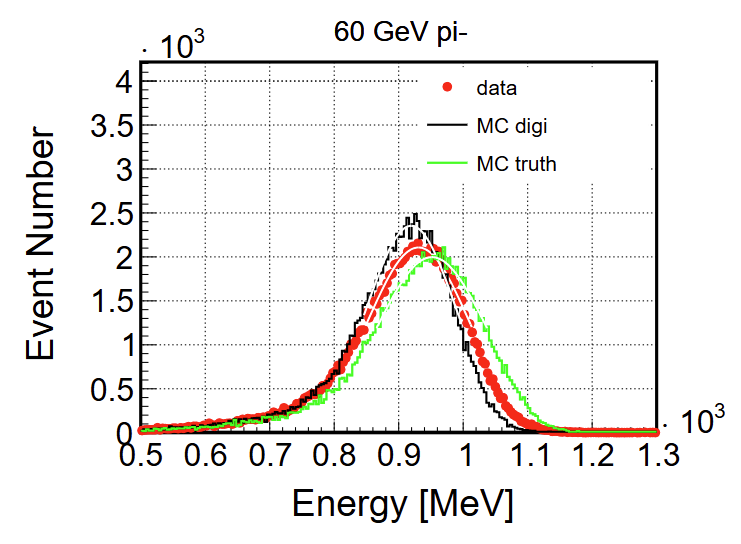 60 GeV pi-
· 10³
4
3.5
3
2.5
2
1.5
1
0.5
0
Event Number
data
MC digi
MC truth
0.5 0.6 0.7 0.8 0.9 1 1.1 1.2 1.3
· 10³
Energy [MeV]